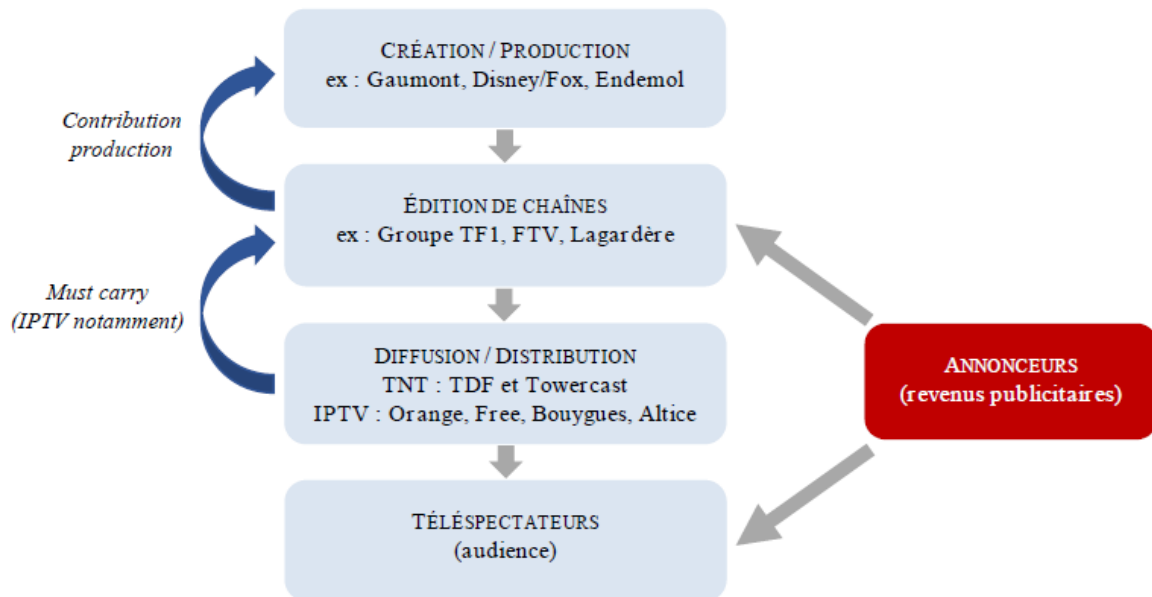 CRÉATION / PRODUCTION
ex : Gaumont, Disney/Fox, Endemol
Contribution
production
ÉDITION DE CHAÎNES
ex : Groupe TF1, FTV, Lagardère
Must carry
(IPTV notamment)
DIFFUSION / DISTRIBUTION
TNT : TDF et Towercast
IPTV : Orange, Free, Bouygues, Altice
ANNONCEURS
(revenus publicitaires)
TÉLÉSPECTATEURS
(audience)